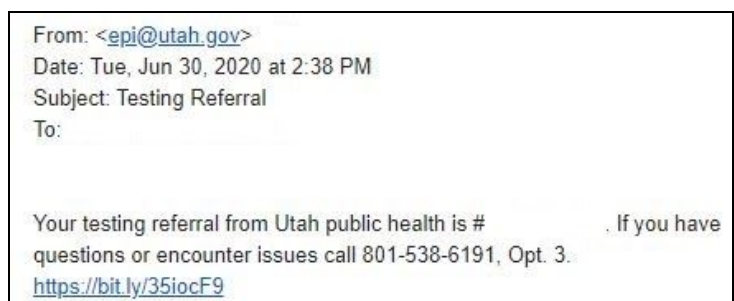 From: <epi@utah.gov>
Date: Tue, Jun 30, 2020 at 2:38 PM
Subject: Testing Referral
To:
Your testing referral from Utah public health is # . If you have
questions or encounter issues call 801-538-6191, Opt. 3.
https://bit.ly/35iocF9